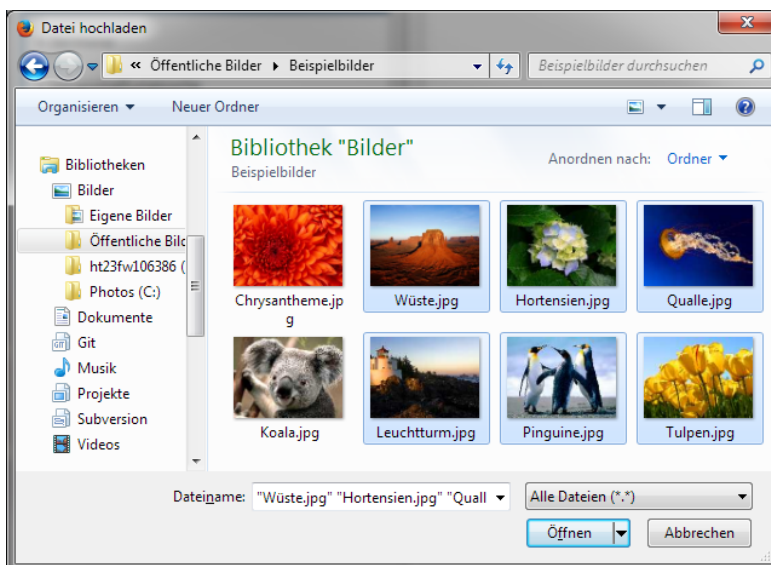 Datei hochladen
« Öffentliche Bilder Beispielbilder
Beispielbilder durchsuchen
Organisieren
Neuer Ordner
Bibliotheken
Bilder
Eigene Bilder
Öffentliche Bilc
ht23fw106386 (
Photos (C:)
Dokumente
Git
Musik
Projekte
Subversion
Videos
Bibliothek "Bilder"
Beispielbilder
Anordnen nach: Ordner
Chrysantheme.jp
g
Wüste.jpg
Hortensien.jpg
Qualle.jpg
Koala.jpg
Leuchtturm.jpg
Pinguine.jpg
Tulpen.jpg
Dateiname: "Wüste.jpg" "Hortensien.jpg" "Quall
Alle Dateien (*.*)
Öffnen
Abbrechen